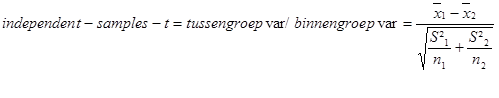 independent − samples − t = tussengroep var/ binnengroep var = (x̄₁ − x̄₂) / √(S²₁/n₁ + S²₂/n₂)